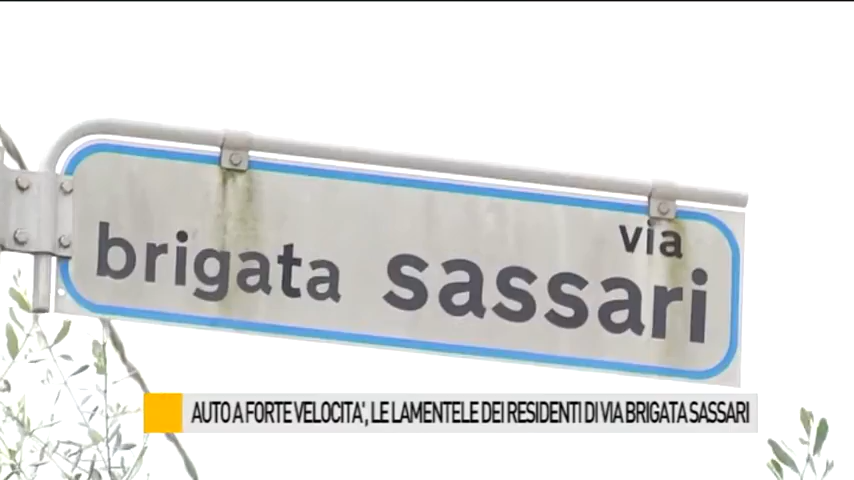 via
brigata sassari
AUTO A FORTE VELOCITA', LE LAMENTELE DEI RESIDENTI DI VIA BRIGATA SASSARI